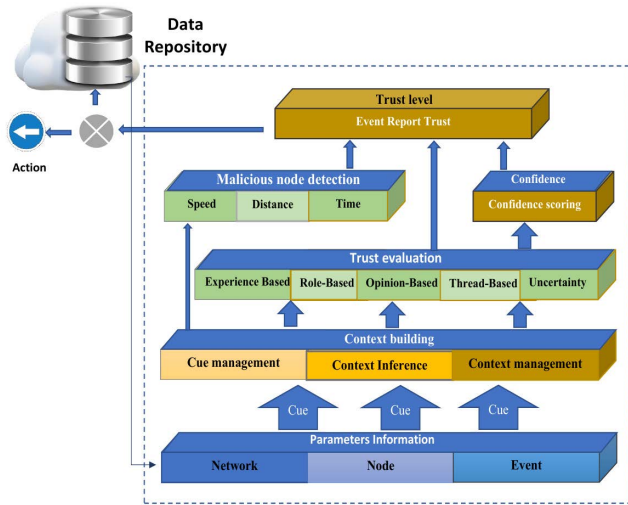 Data
Repository
Trust level
Event Report Trust
Action
Malicious node detection
Speed Distance Time
Confidence
Confidence scoring
Trust evaluation
Experience Based Role-Based Opinion-Based Thread-Based Uncertainty
Context building
Cue management Context Inference Context management
Cue Cue Cue
Parameters Information
Network Node Event